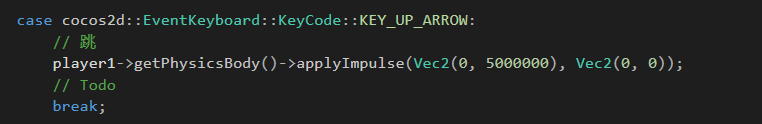 case cocos2d::EventKeyboard::KeyCode::KEY_UP_ARROW:
// 跳
player1->getPhysicsBody()->applyImpulse(Vec2(0, 5000000), Vec2(0, 0));
// Todo
break;